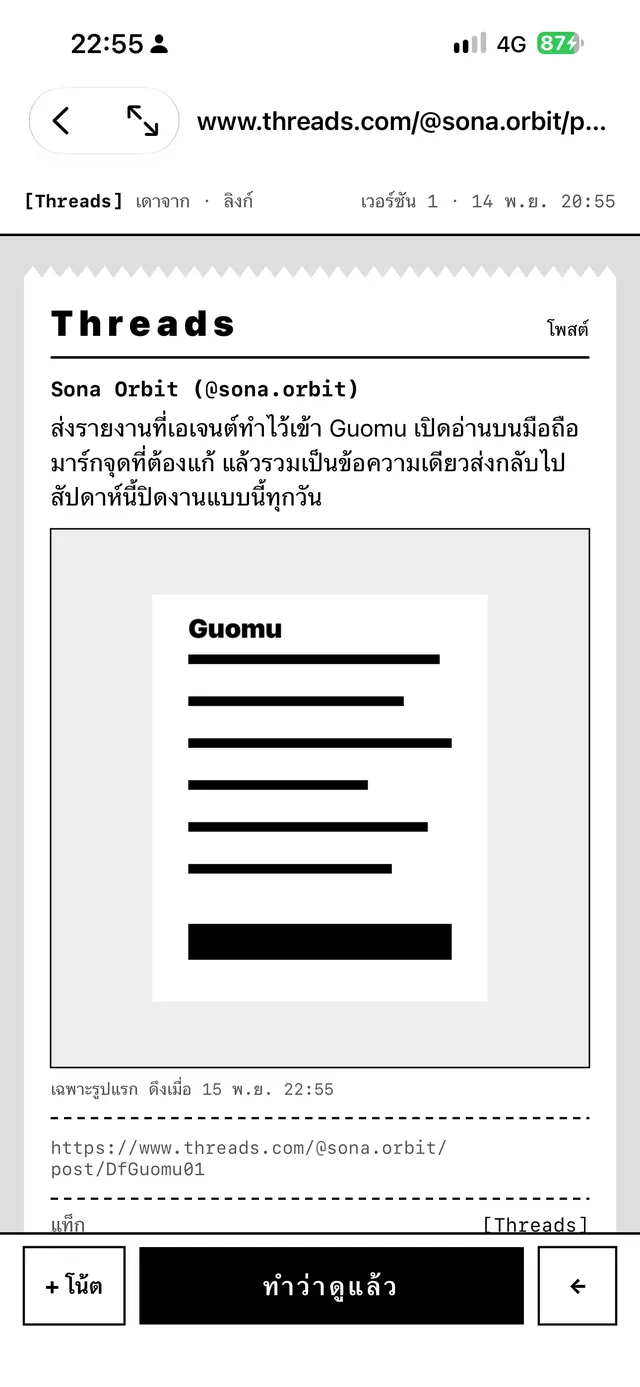 22:55
4G
87
www.threads.com/@sona.orbit/p...
[Threads] เดาจาก · ลิงก์
เวอร์ชัน 1 · 14 พ.ย. 20:55
Threads
โพสต์
Sona Orbit (@sona.orbit)
ส่งรายงานที่เอเจนต์ทำไว้เข้า Guomu เปิดอ่านบนมือถือ
มาร์กจุดที่ต้องแก้ แล้วรวมเป็นข้อความเดียวส่งกลับไป
สัปดาห์นี้ปิดงานแบบนี้ทุกวัน
Guomu
เฉพาะรูปแรก ดึงเมื่อ 15 พ.ย. 22:55
https://www.threads.com/@sona.orbit/
post/DfGuomu01
แท็ก
[Threads]
+ โน้ต
ทำว่าดูแล้ว
←